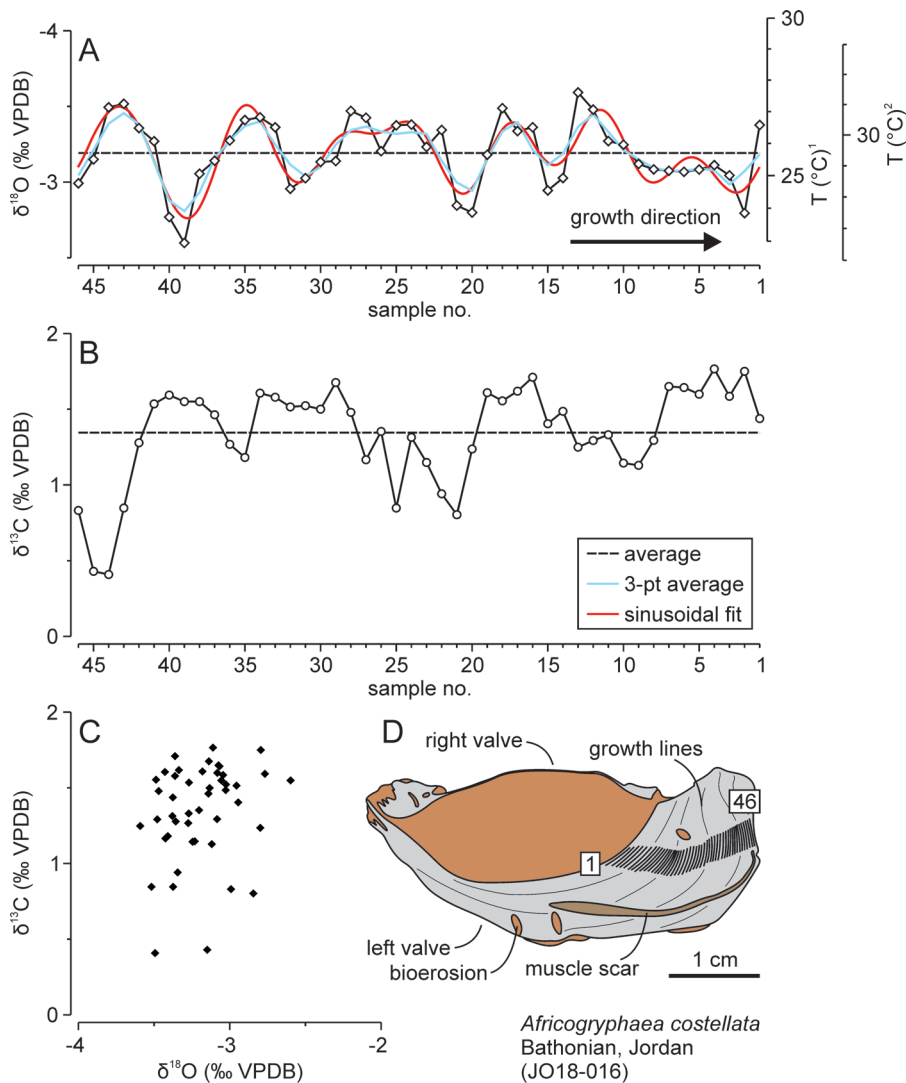 A
-4
-3
δ¹⁸O (‰ VPDB)
30
25
T (°C)¹
30
T (°C)²
growth direction
45 40 35 30 25 20 15 10 5 1
sample no.
B
2
1
0
δ¹³C (‰ VPDB)
average
3-pt average
sinusoidal fit
45 40 35 30 25 20 15 10 5 1
sample no.
C
2
1
0
δ¹³C (‰ VPDB)
-4 -3 -2
δ¹⁸O (‰ VPDB)
D
right valve
growth lines
46
1
left valve
bioerosion
muscle scar
1 cm
Africogryphaea costellata
Bathonian, Jordan
(JO18-016)